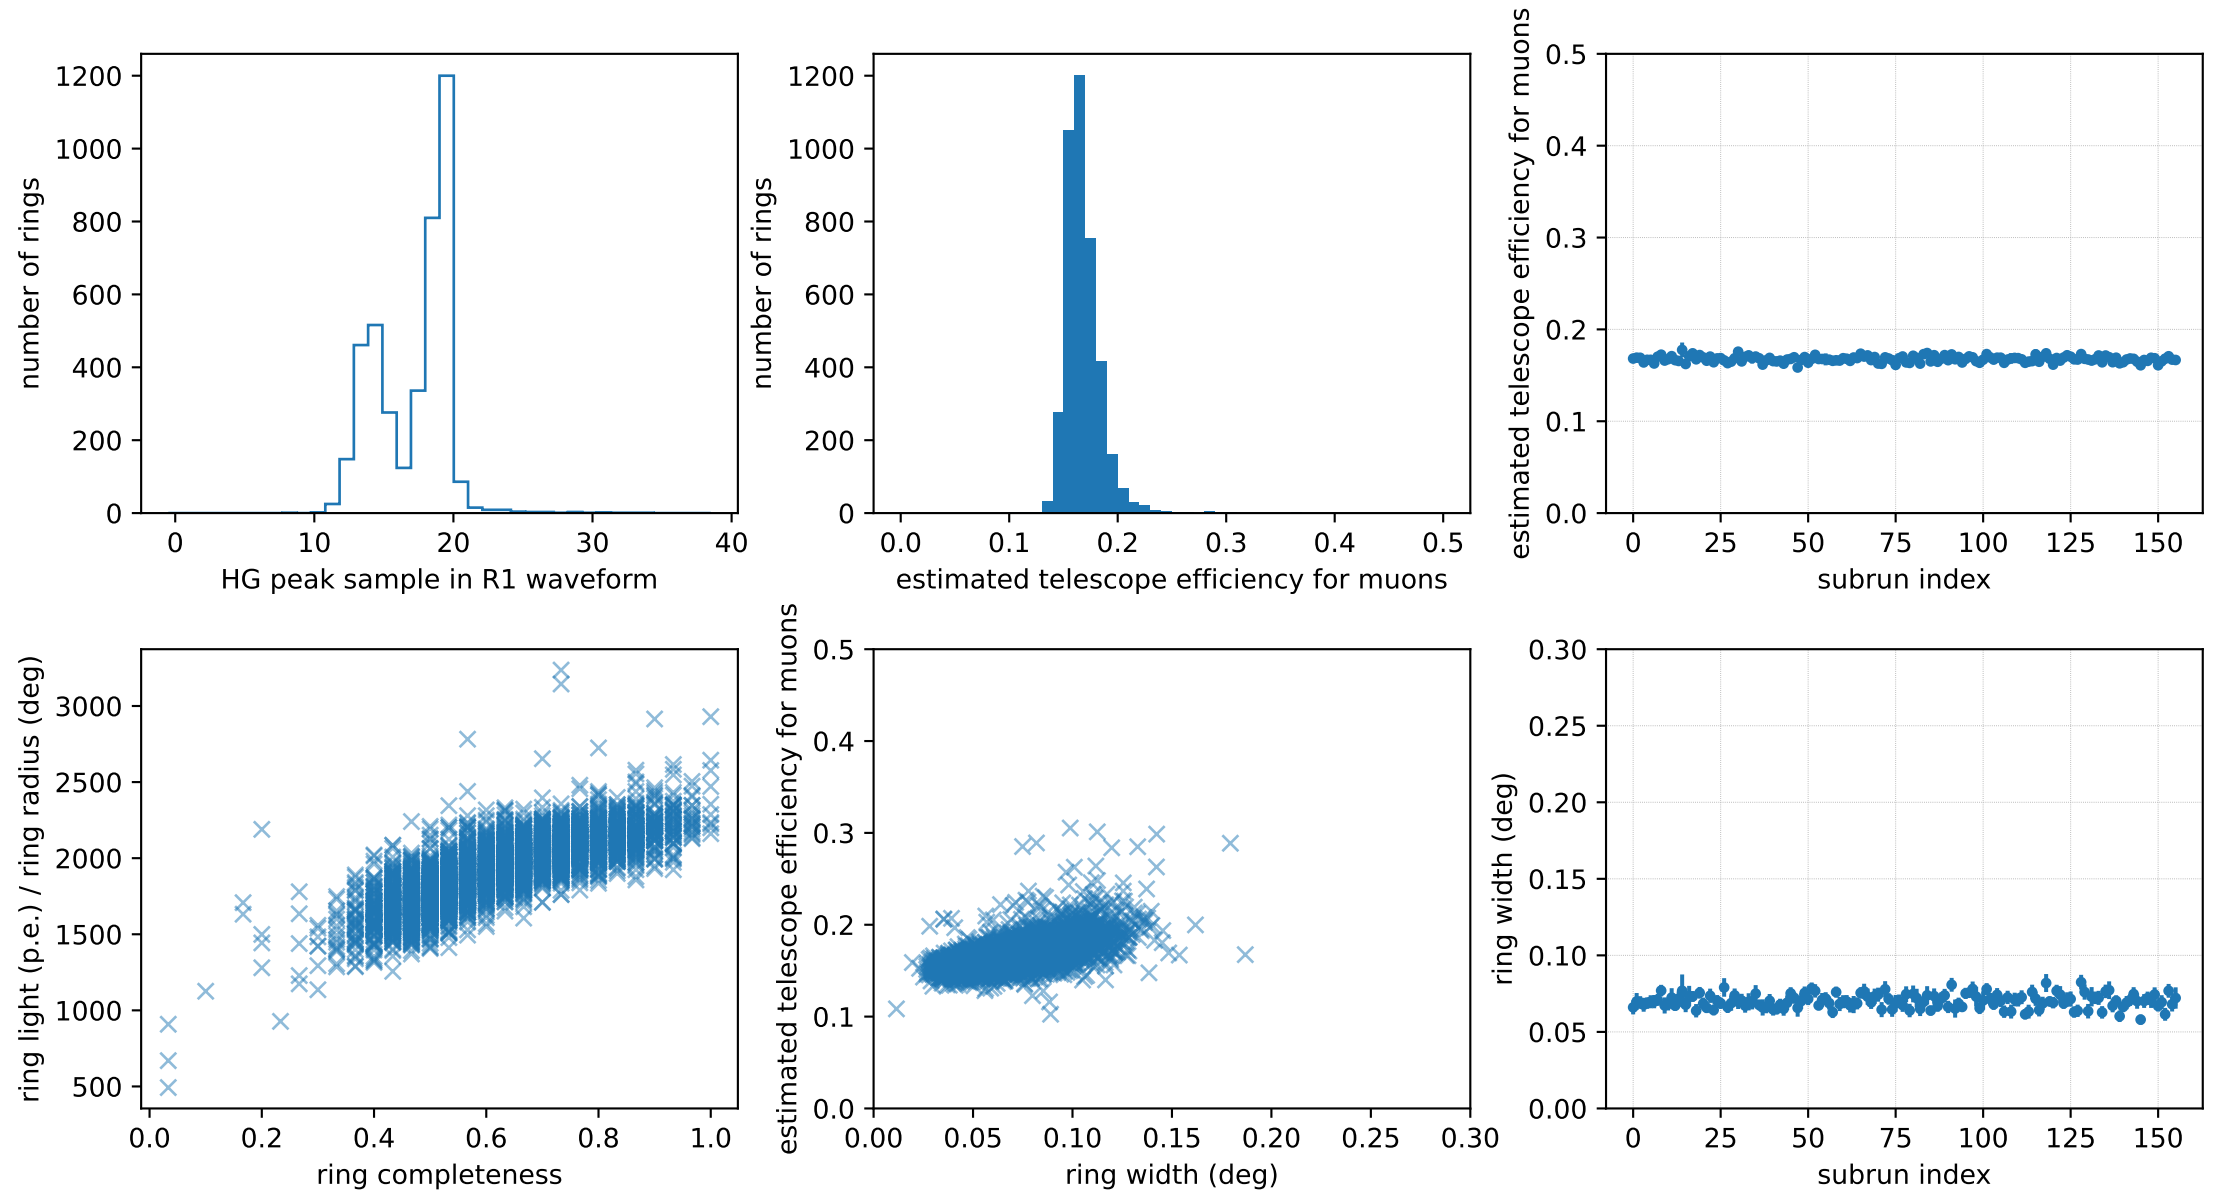 1200
1000
800
600
400
200
0
number of rings
0 10 20 30 40
HG peak sample in R1 waveform
1200
1000
800
600
400
200
0
number of rings
0.0 0.1 0.2 0.3 0.4 0.5
estimated telescope efficiency for muons
0.5
0.4
0.3
0.2
0.1
0.0
estimated telescope efficiency for muons
0 25 50 75 100 125 150
subrun index
3000
2500
2000
1500
1000
500
ring light (p.e.) / ring radius (deg)
0.0 0.2 0.4 0.6 0.8 1.0
ring completeness
0.5
0.4
0.3
0.2
0.1
0.0
estimated telescope efficiency for muons
0.00 0.05 0.10 0.15 0.20 0.25 0.30
ring width (deg)
0.30
0.25
0.20
0.15
0.10
0.05
0.00
ring width (deg)
0 25 50 75 100 125 150
subrun index